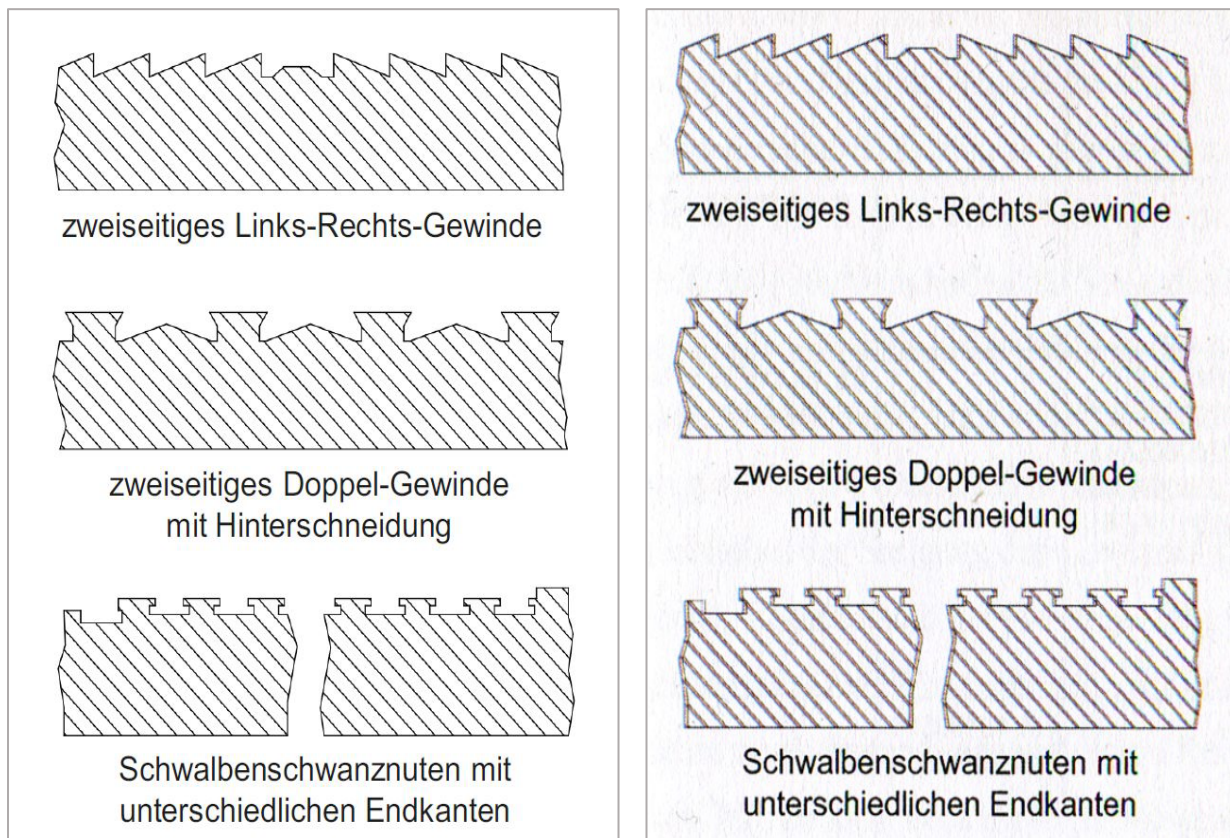 zweiseitiges Links-Rechts-Gewinde
zweiseitiges Doppel-Gewinde
mit Hinterschneidung
Schwalbenschwanznuten mit
unterschiedlichen Endkanten
zweiseitiges Links-Rechts-Gewinde
zweiseitiges Doppel-Gewinde
mit Hinterschneidung
Schwalbenschwanznuten mit
unterschiedlichen Endkanten